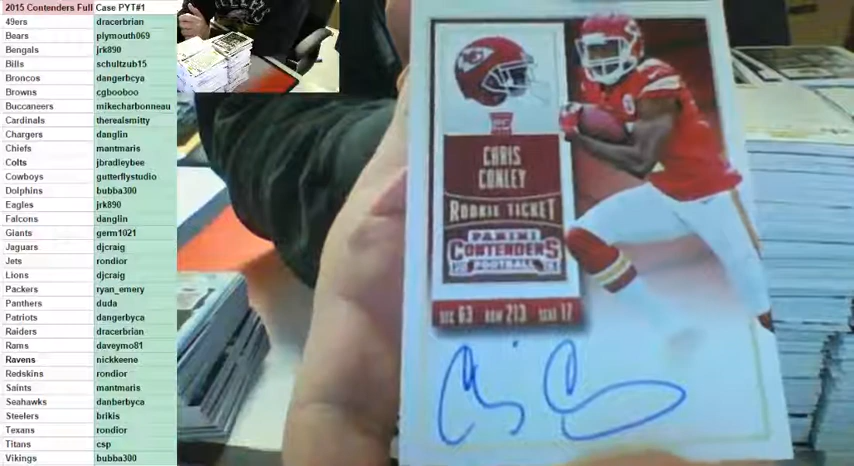 2015 Contenders Full Case PYT#1
49ers dracerbrian
Bears plymouth069
Bengals jrk890
Bills schultzub15
Broncos dangerbcya
Browns cgbooboo
Buccaneers mikecharbonneau
Cardinals therealsmitty
Chargers danglin
Chiefs mantmaris
Colts jbradleybee
Cowboys gutterflystudio
Dolphins bubba300
Eagles jrk890
Falcons danglin
Giants germ1021
Jaguars djcraig
Jets rondior
Lions djcraig
Packers ryan_emery
Panthers duda
Patriots dangerbyca
Raiders dracerbrian
Rams daveymo81
Ravens nickkeene
Redskins rondior
Saints mantmaris
Seahawks danberbyca
Steelers brikis
Texans rondior
Titans csp
Vikings bubba300
CHRIS
CONLEY
ROOKIE TICKET
PANINI
CONTENDERS
FOOTBALL
SEC 63 ROW 213 SEAT 17